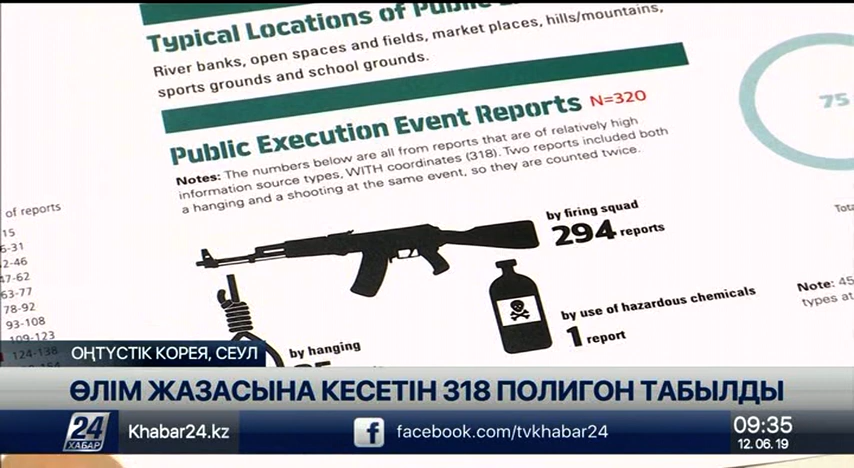 Typical Locations of Public
River banks, open spaces and fields, market places, hills/mountains,
sports grounds and school grounds.
Public Execution Event Reports N=320
Notes: The numbers below are all from reports that are of relatively high
information source types, WITH coordinates (318). Two reports included both
a hanging and a shooting at the same event, so they are counted twice.
75
of reports
15
6-31
2-46
47-62
63-77
78-92
93-108
109-123
124-138
by firing squad
294 reports
by use of hazardous chemicals
1 report
by hanging
Note: 45
types at
ОҢТҮСТІК КОРЕЯ, СЕУЛ
ӨЛІМ ЖАЗАСЫНА КЕСЕТІН 318 ПОЛИГОН ТАБЫЛДЫ
24
ХАБАР
Khabar24.kz
facebook.com/tvkhabar24
09:35
12.06.19